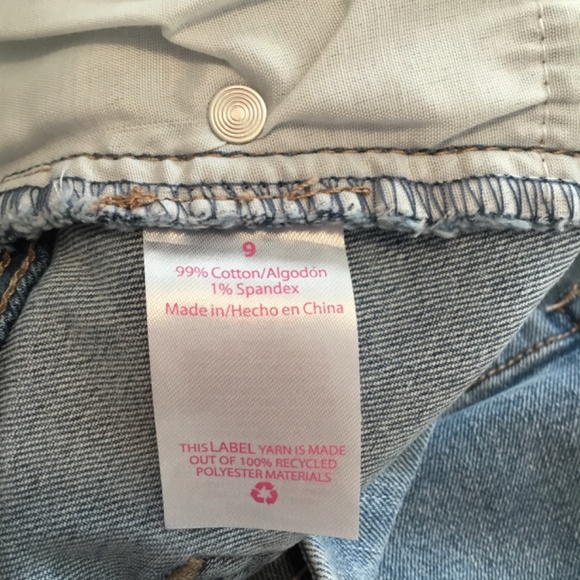 9
99% Cotton/Algodón
1% Spandex
Made in/Hecho en China
THIS LABEL YARN IS MADE
OUT OF 100% RECYCLED
POLYESTER MATERIALS